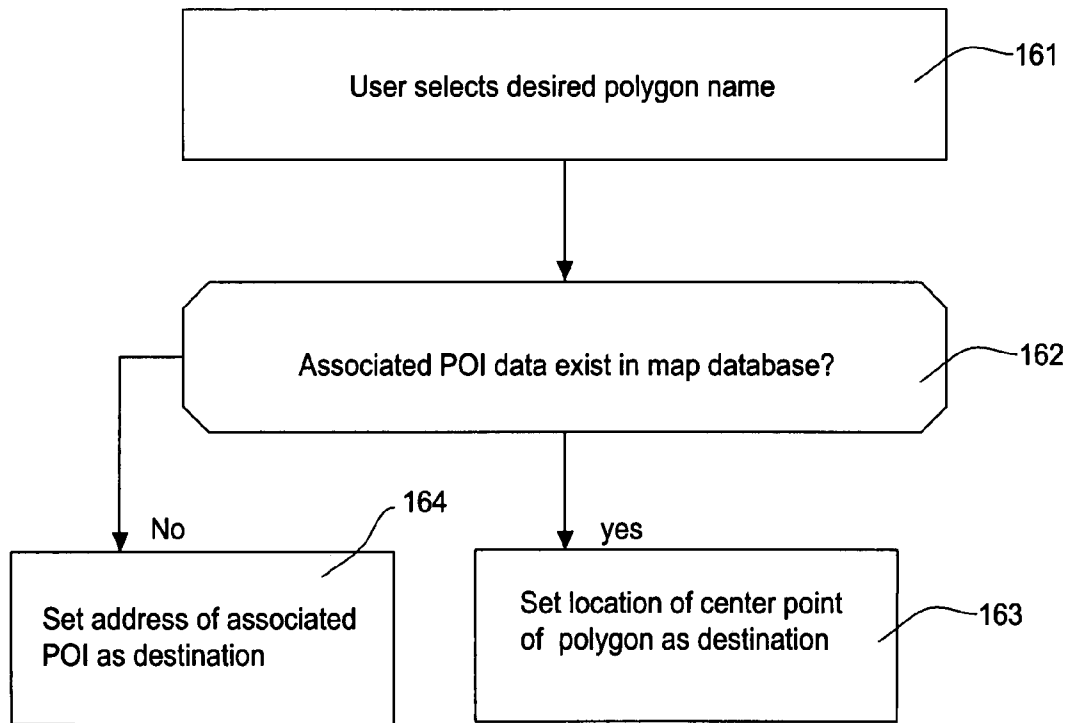 User selects desired polygon name
161
Associated POI data exist in map database?
162
164
No
yes
Set address of associated
POI as destination
Set location of center point
of polygon as destination
163